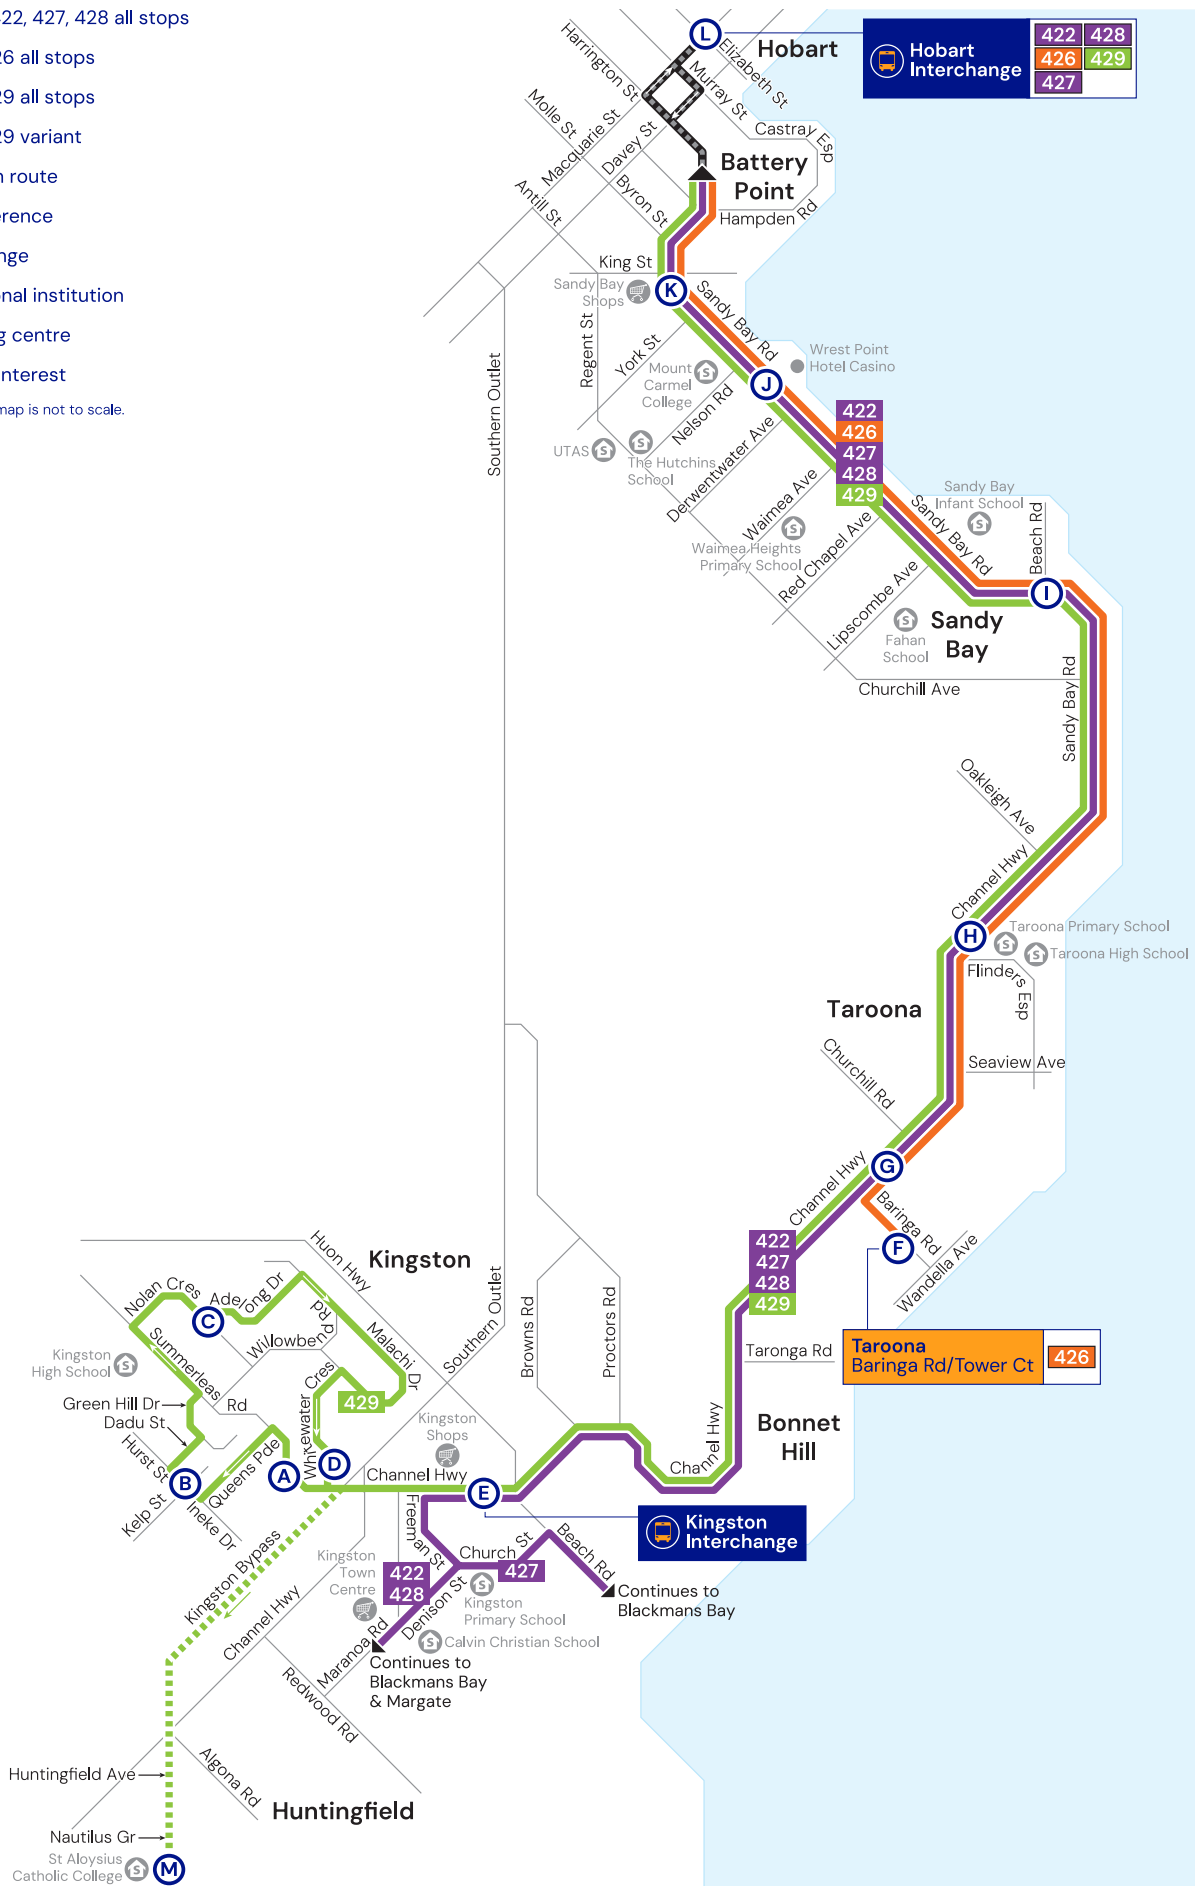 422, 427, 428 all stops
26 all stops
29 all stops
29 variant
n route
erence
nge
onal institution
g centre
interest
map is not to scale.
L
Hobart
Hobart
Interchange
422
428
426
429
427
Harrington St
Elizabeth St
Murray St
Molle St
Macquarie St
Davey St
Castray Esp
Antill St
Byron St
Battery
Point
Hampden Rd
King St
Sandy Bay
Shops
K
Sandy Bay Rd
Regent St
York St
Southern Outlet
Mount
Carmel
College
J
Wrest Point
Hotel Casino
Nelson Rd
UTAS
The Hutchins
School
Derwentwater Ave
422
426
427
428
429
Waimea Ave
Waimea Heights
Primary School
Red Chapel Ave
Sandy Bay Rd
Sandy Bay
Infant School
Beach Rd
Lipscombe Ave
I
Fahan
School
Sandy
Bay
Churchill Ave
Sandy Bay Rd
Oakleigh Ave
Channel Hwy
H
Taroona Primary School
Taroona High School
Flinders Esp
Taroona
Seaview Ave
Churchill Rd
G
Channel Hwy
Baringa Rd
F
Wandella Ave
422
427
428
429
Taroona
Baringa Rd/Tower Ct
426
Taronga Rd
Bonnet
Hill
Channel Hwy
Proctors Rd
Browns Rd
Southern Outlet
Huon Hwy
Kingston
Nolan Cres
C
Adelong Dr
Willowbend Rd
Malachi Dr
Summerleas Rd
Kingston
High School
Green Hill Dr
Dadu St
429
Whitewater Cres
Kingston
Shops
Hurst St
B
Queens Pde
A
D
Channel Hwy
E
Kelp St
Ineke Dr
Kingston
Interchange
Kingston Bypass
Freeman St
Church St
Beach Rd
427
Kingston
Town
Centre
422
428
Denison St
Kingston
Primary School
Continues to
Blackmans Bay
Channel Hwy
Maranoa Rd
Calvin Christian School
Continues to
Blackmans Bay
& Margate
Redwood Rd
Huntingfield Ave
Algona Rd
Huntingfield
Nautilus Gr
St Aloysius
Catholic College
M